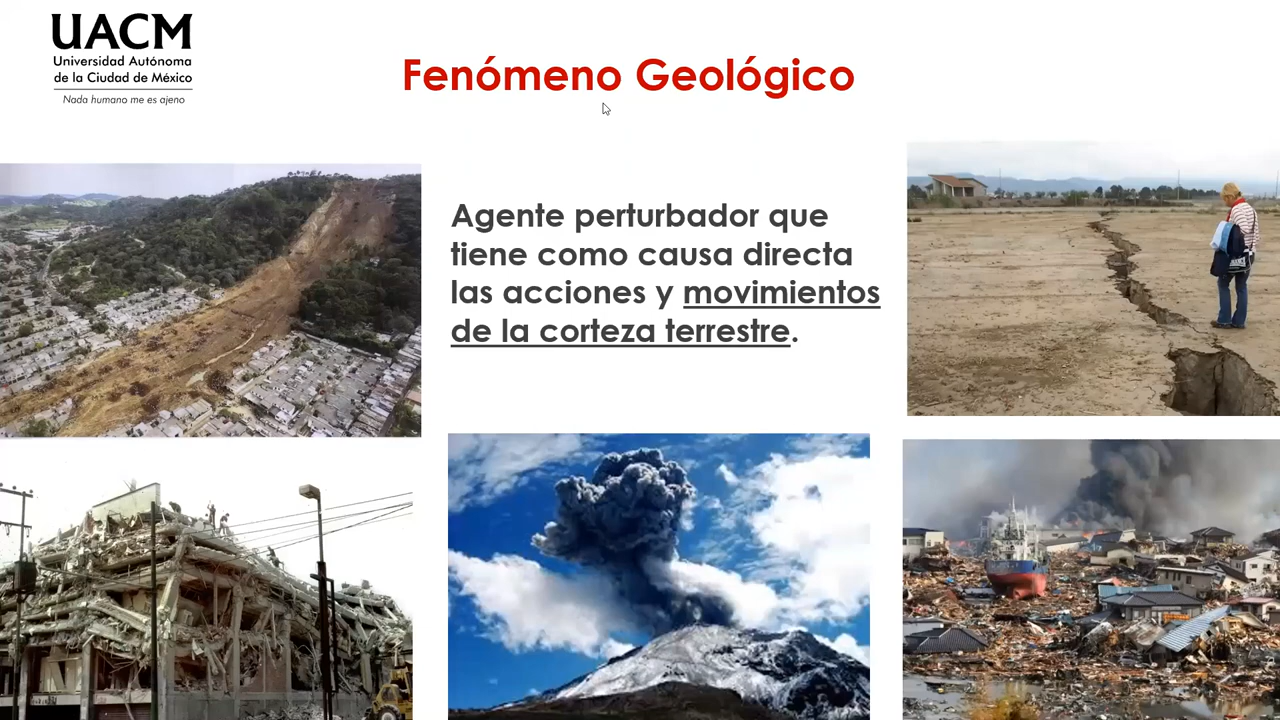 UACM
Universidad Autónoma
de la Ciudad de México
Nada humano me es ajeno
Fenómeno Geológico
Agente perturbador que
tiene como causa directa
las acciones y movimientos
de la corteza terrestre.